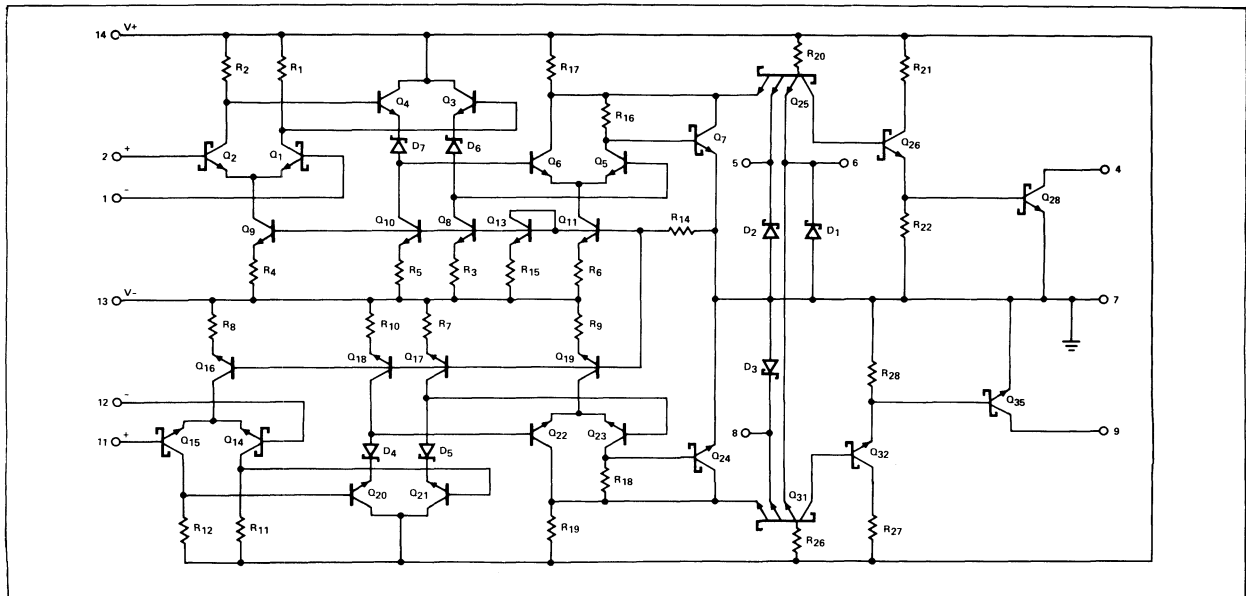 14 V+
R2 R1 R17 R20 R21
Q4 Q3 R16 Q25
Q7
D7 D6
2 + Q2 Q1 Q6 Q5 5 6 Q26 4
1 - Q28
Q9 Q10 Q8 Q13 Q11 R14 D2 D1 R22
R4 R5 R3 R15 R6
13 V- 7
R8 R10 R7 R9
Q16 Q18 Q17 Q19 D3 R28
12 - Q35
11 + Q15 Q14 D4 D5 Q22 Q23 Q24 8 Q32 9
R18
Q20 Q21 Q31
R12 R11 R19 R26 R27